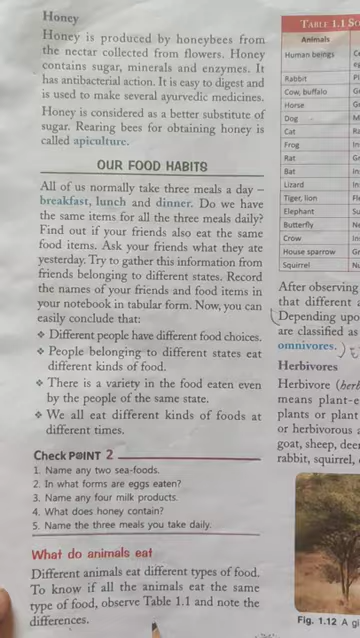 Honey
Honey is produced by honeybees from
the nectar collected from flowers. Honey
contains sugar, minerals and enzymes. It
has antibacterial action. It is easy to digest and
is used to make several ayurvedic medicines.
Honey is considered as a better substitute of
sugar. Rearing bees for obtaining honey is
called apiculture.
OUR FOOD HABITS
All of us normally take three meals a day –
breakfast, lunch and dinner. Do we have
the same items for all the three meals daily?
Find out if your friends also eat the same
food items. Ask your friends what they ate
yesterday. Try to gather this information from
friends belonging to different states. Record
the names of your friends and food items in
your notebook in tabular form. Now, you can
easily conclude that:
❖ Different people have different food choices.
❖ People belonging to different states eat
different kinds of food.
❖ There is a variety in the food eaten even
by the people of the same state.
❖ We all eat different kinds of foods at
different times.
Check POINT 2
1. Name any two sea-foods.
2. In what forms are eggs eaten?
3. Name any four milk products.
4. What does honey contain?
5. Name the three meals you take daily.
What do animals eat
Different animals eat different types of food.
To know if all the animals eat the same
type of food, observe Table 1.1 and note the
differences.
TABLE 1.1
Animals
Human beings
Rabbit
Cow, buffalo
Horse
Dog
Cat
Frog
Rat
Bat
Lizard
Tiger, lion
Elephant
Butterfly
Crow
House sparrow
Squirrel
After observing
that different
Depending
are classified as
omnivores.
Herbivores
Herbivore
means
plants or plant
or herbivorous
goat, sheep,
rabbit, squirrel,
Fig. 1.12 A